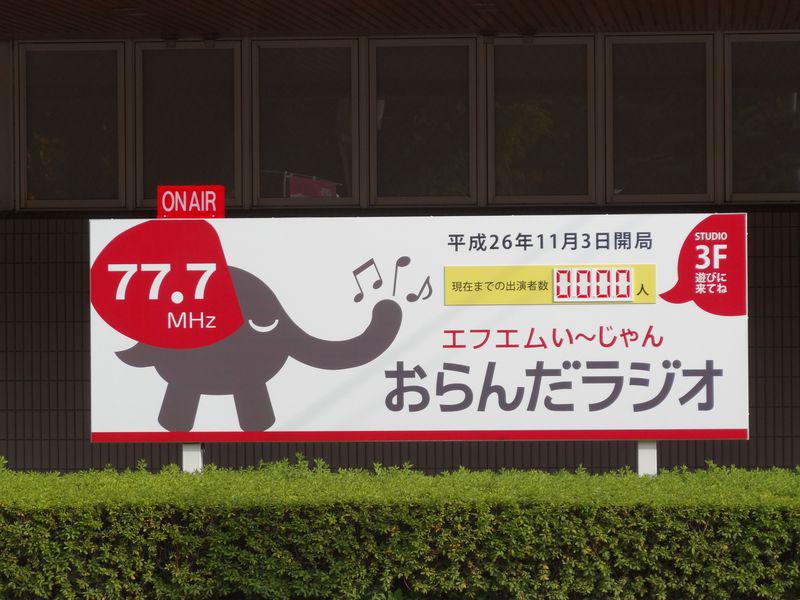 ON AIR
77.7
MHz
平成26年11月3日開局
現在までの出演者数 0000 人
エフエムい〜じゃん
おらんだラジオ
STUDIO
3F
遊びに
来てね